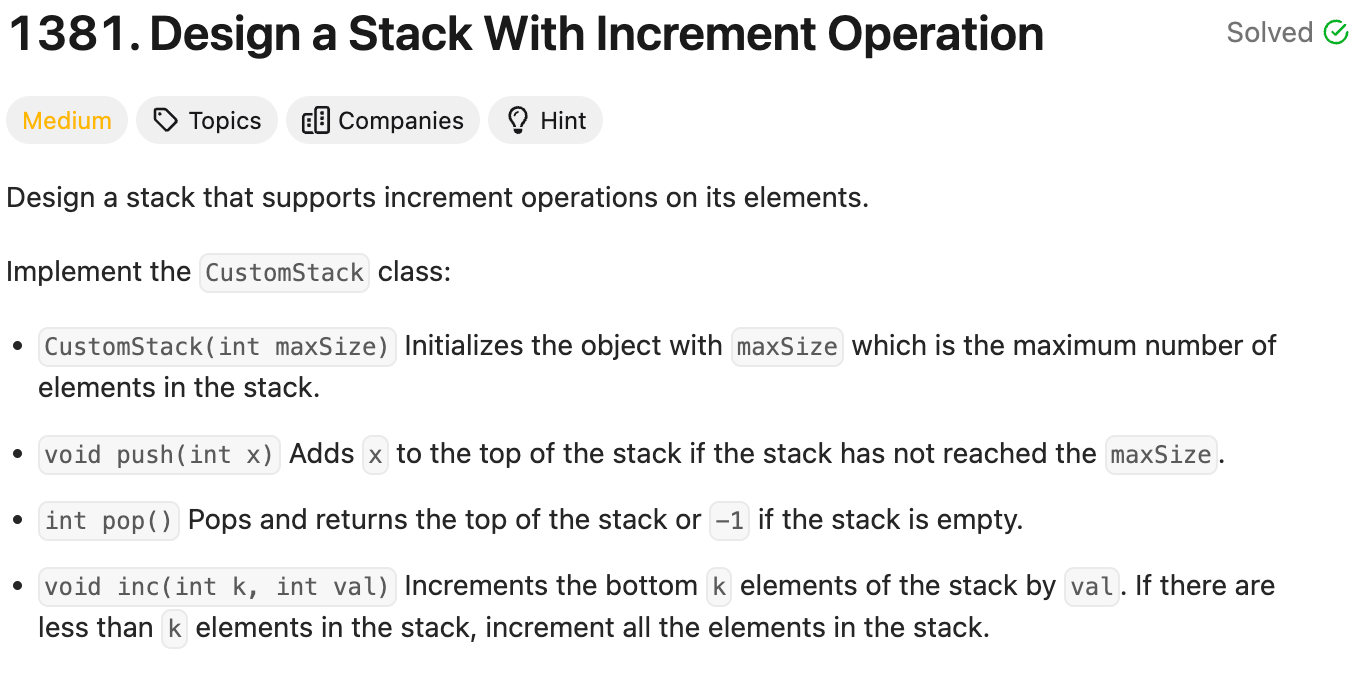 1381. Design a Stack With Increment Operation
Solved
Medium
Topics
Companies
Hint
Design a stack that supports increment operations on its elements.
Implement the CustomStack class:
• CustomStack(int maxSize) Initializes the object with maxSize which is the maximum number of
elements in the stack.
• void push(int x) Adds x to the top of the stack if the stack has not reached the maxSize.
• int pop() Pops and returns the top of the stack or -1 if the stack is empty.
• void inc(int k, int val) Increments the bottom k elements of the stack by val. If there are
less than k elements in the stack, increment all the elements in the stack.